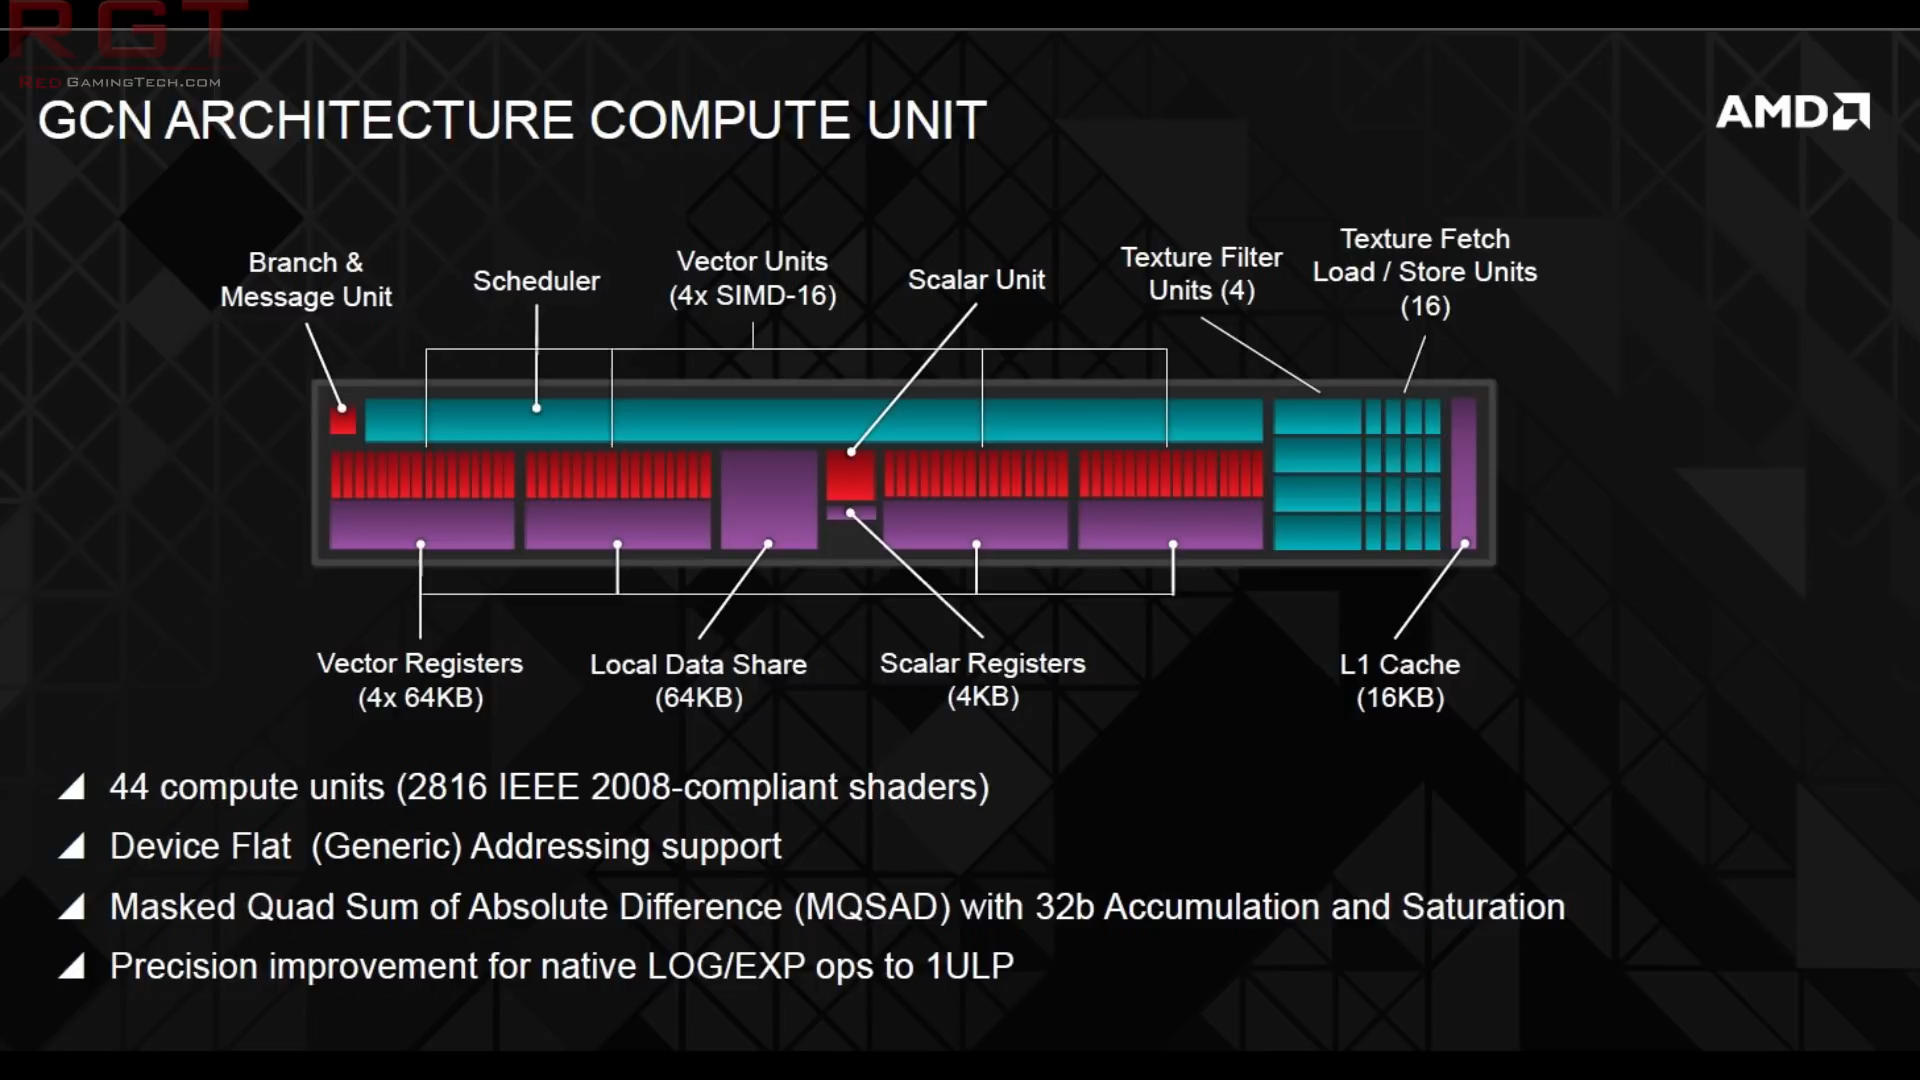 RGT
RedGamingTech.com
GCN ARCHITECTURE COMPUTE UNIT
AMD
Branch &
Message Unit
Scheduler
Vector Units
(4x SIMD-16)
Scalar Unit
Texture Filter
Units (4)
Texture Fetch
Load / Store Units
(16)
Vector Registers
(4x 64KB)
Local Data Share
(64KB)
Scalar Registers
(4KB)
L1 Cache
(16KB)
44 compute units (2816 IEEE 2008-compliant shaders)
Device Flat (Generic) Addressing support
Masked Quad Sum of Absolute Difference (MQSAD) with 32b Accumulation and Saturation
Precision improvement for native LOG/EXP ops to 1ULP